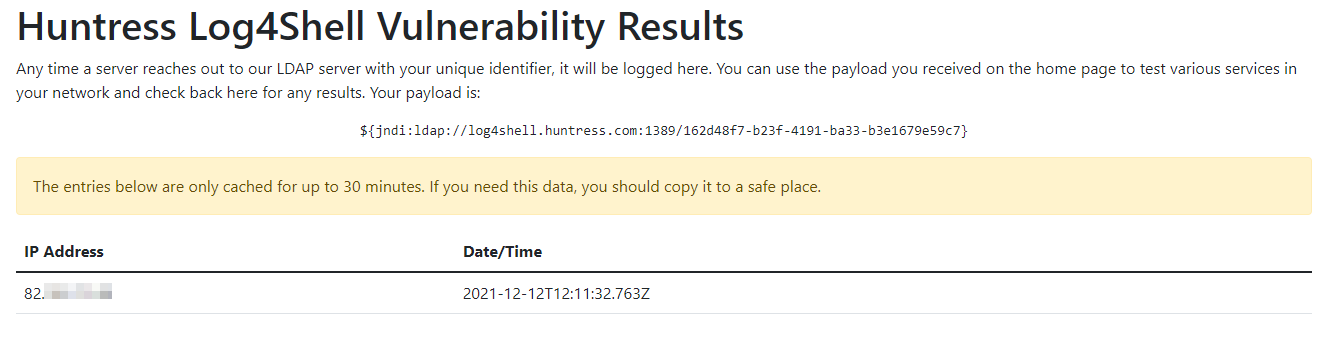 Huntress Log4Shell Vulnerability Results
Any time a server reaches out to our LDAP server with your unique identifier, it will be logged here. You can use the payload you received on the home page to test various services in
your network and check back here for any results. Your payload is:
${jndi:ldap://log4shell.huntress.com:1389/162d48f7-b23f-4191-ba33-b3e1679e59c7}
The entries below are only cached for up to 30 minutes. If you need this data, you should copy it to a safe place.
IP Address Date/Time
82. 2021-12-12T12:11:32.763Z